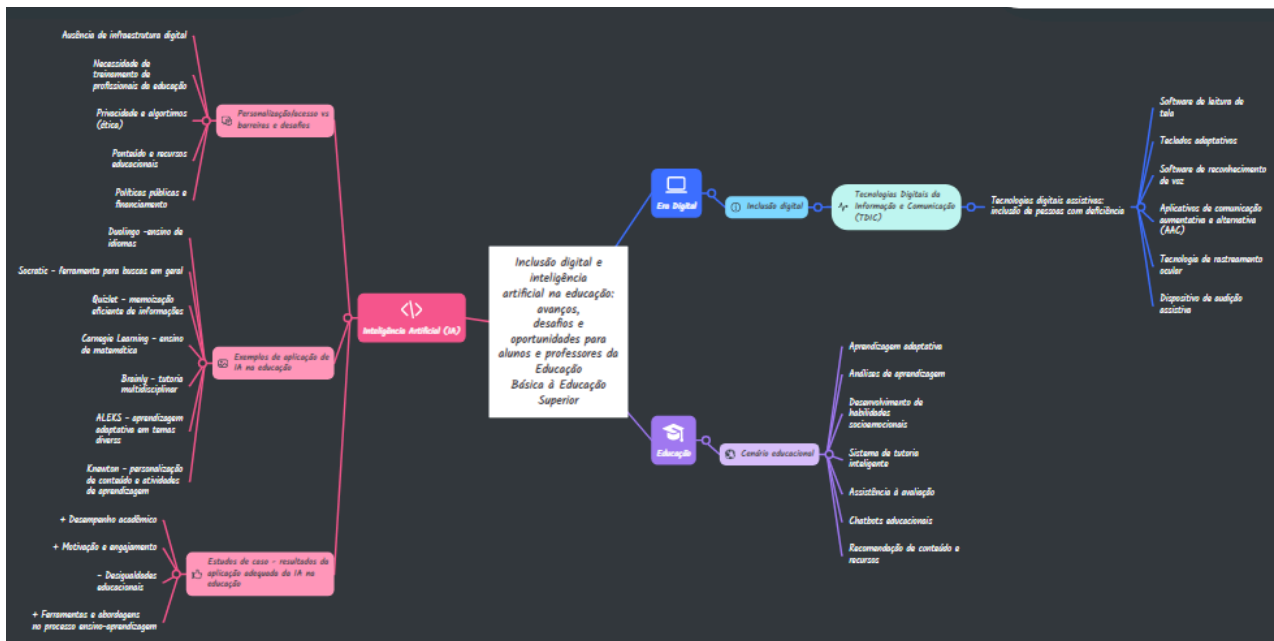 Ausência de infraestrutura digital
Necessidade de
treinamento de
profissionais da educação
Privacidade e algortimos
(ética)
Ponteúdo e recursos
educacionais
Políticas públicas e
financiamento
Personalização/acesso vs
barreiras e desafios
Duolingo -ensino de
idiomas
Socratic - ferramenta para buscas em geral
Quizlet - memoização
eficiente de informações
Carnegie Learning - ensino
de matemática
Brainly - tutoria
multidisciplinar
ALEKS - aprendizagem
adaptativa em temas
diverss
Knewton - personalização
de conteúdo e atividades
de aprendizagem
Exemplos de aplicação de
IA na educação
+ Desempenho acadêmico
+ Motivação e engajamento
- Desigualdades
educacionais
+ Ferramentas e abordagens
no processo ensino-aprendizagem
Estudos de caso - resultados da
aplicação adequada da IA na
educação
Inteligência Artificial (IA)
Inclusão digital e
inteligência
artificial na educação:
avanços,
desafios e
oportunidades para
alunos e professores da
Educação
Básica à Educação
Superior
Era Digital
Inclusão digital
Tecnologias Digitais da
Informação e Comunicação
(TDIC)
Tecnologias digitais assistivas:
inclusão de pessoas com deficiência
Software de leitura de
tela
Teclados adaptativos
Software de reconhecimento
de voz
Aplicativos de comunicação
aumentativa e alternativa
(AAC)
Tecnologia de rastreamento
ocular
Dispositivo de audição
assistiva
Educação
Cenário educacional
Aprendizagem adaptativa
Análises de aprendizagem
Desenvolvimento de
habilidades
socioemocionais
Sistema de tutoria
inteligente
Assistência à avaliação
Chatbots educacionais
Recomendação de conteúdo e
recursos